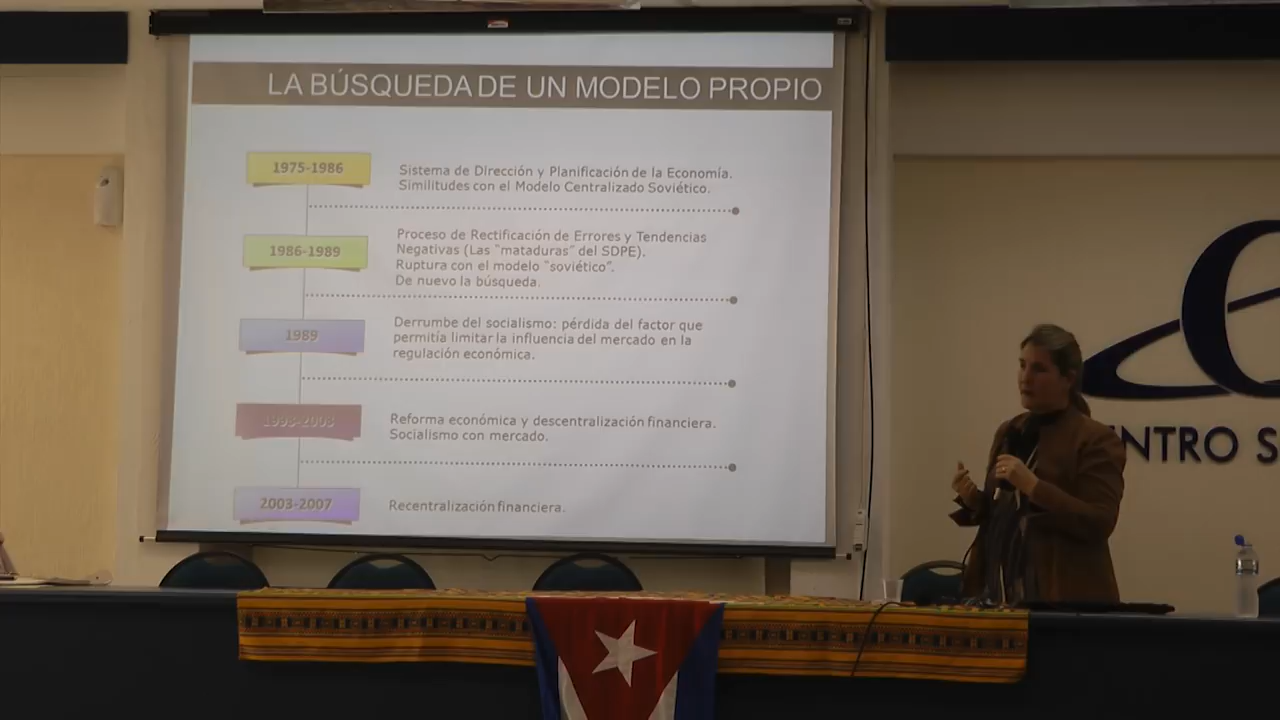 LA BÚSQUEDA DE UN MODELO PROPIO
1975-1986
Sistema de Dirección y Planificación de la Economía.
Similitudes con el Modelo Centralizado Soviético.
1986-1989
Proceso de Rectificación de Errores y Tendencias
Negativas (Las "mataduras" del SDPE).
Ruptura con el modelo "soviético".
De nuevo la búsqueda.
1989
Derrumbe del socialismo: pérdida del factor que
permitía limitar la influencia del mercado en la
regulación económica.
1993-2003
Reforma económica y descentralización financiera.
Socialismo con mercado.
2003-2007
Recentralización financiera.
NTRO S